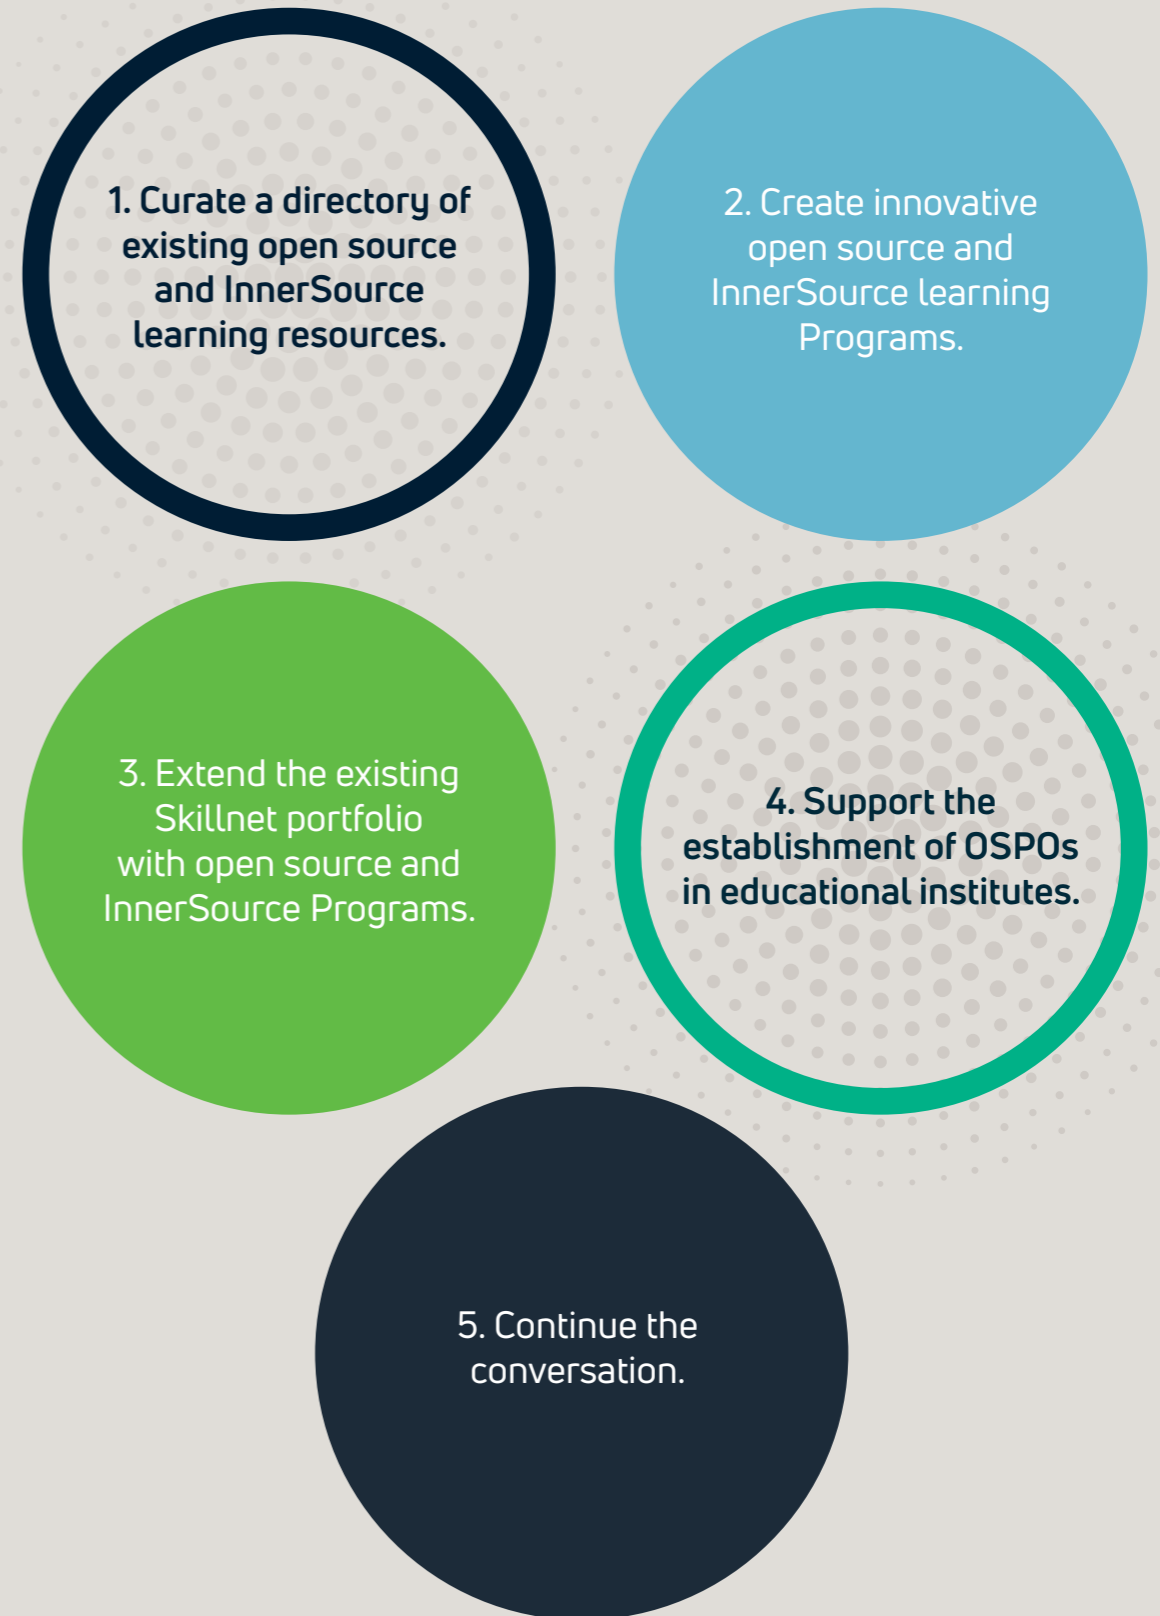 1. Curate a directory of
existing open source
and InnerSource
learning resources.
2. Create innovative
open source and
InnerSource learning
Programs.
3. Extend the existing
Skillnet portfolio
with open source and
InnerSource Programs.
4. Support the
establishment of OSPOs
in educational institutes.
5. Continue the
conversation.